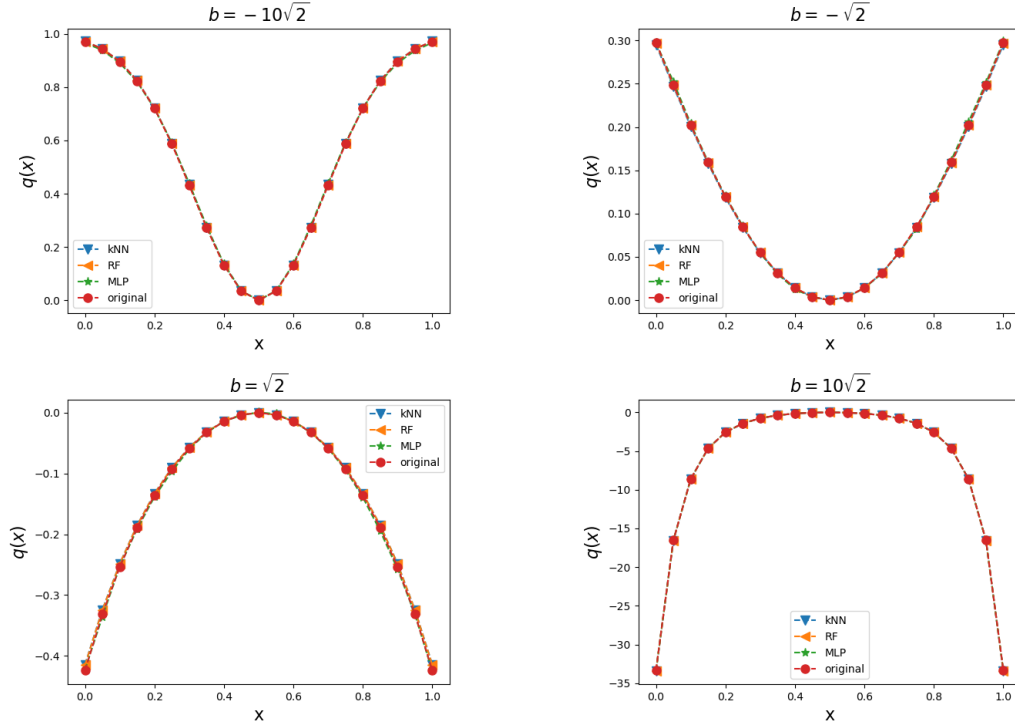 b = − 10√2
q(x)
1.0
0.8
0.6
0.4
0.2
0.0
kNN
RF
MLP
original
0.0 0.2 0.4 0.6 0.8 1.0
x
b = − √2
q(x)
0.30
0.25
0.20
0.15
0.10
0.05
0.00
kNN
RF
MLP
original
0.0 0.2 0.4 0.6 0.8 1.0
x
b = √2
q(x)
0.0
−0.1
−0.2
−0.3
−0.4
kNN
RF
MLP
original
0.0 0.2 0.4 0.6 0.8 1.0
x
b = 10√2
q(x)
0
−5
−10
−15
−20
−25
−30
−35
kNN
RF
MLP
original
0.0 0.2 0.4 0.6 0.8 1.0
x